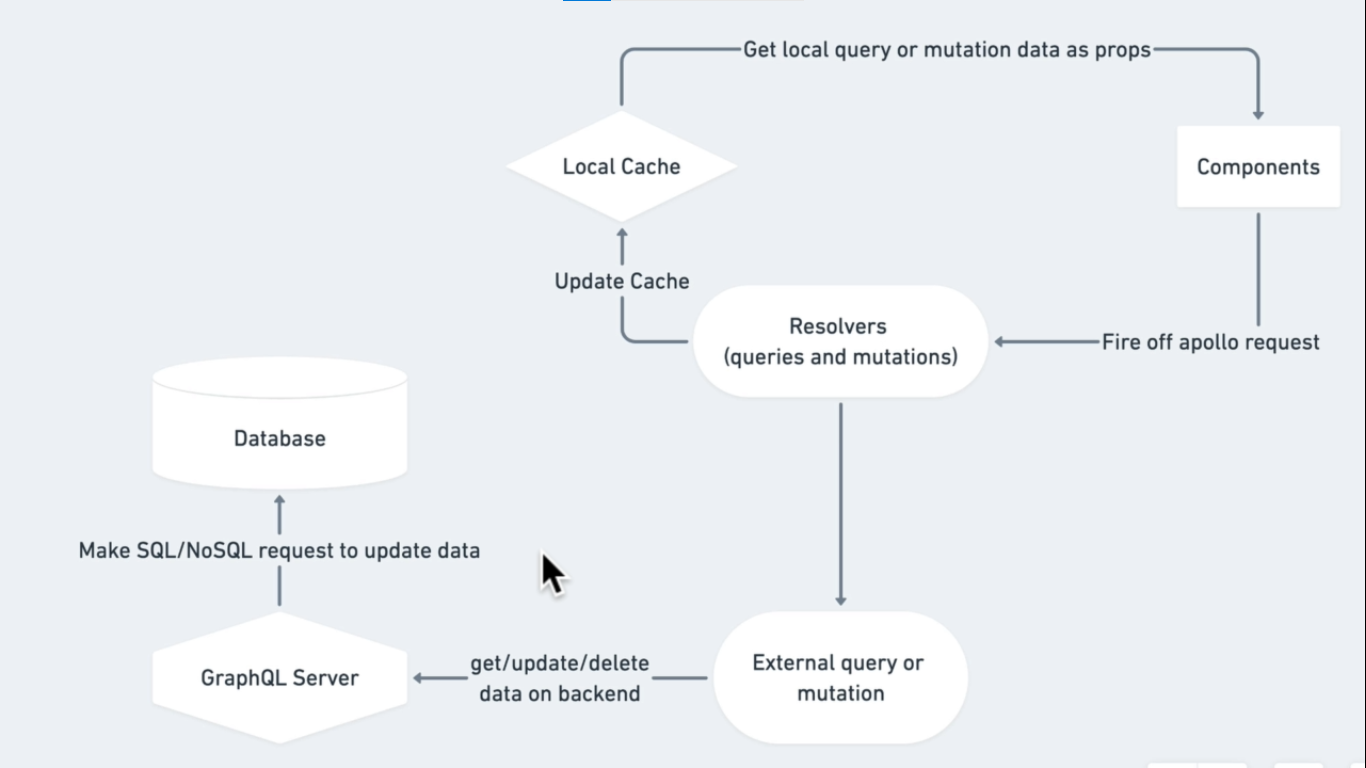 Get local query or mutation data as props
Local Cache
Components
Update Cache
Resolvers
(queries and mutations)
Fire off apollo request
Database
Make SQL/NoSQL request to update data
GraphQL Server
get/update/delete
data on backend
External query or
mutation